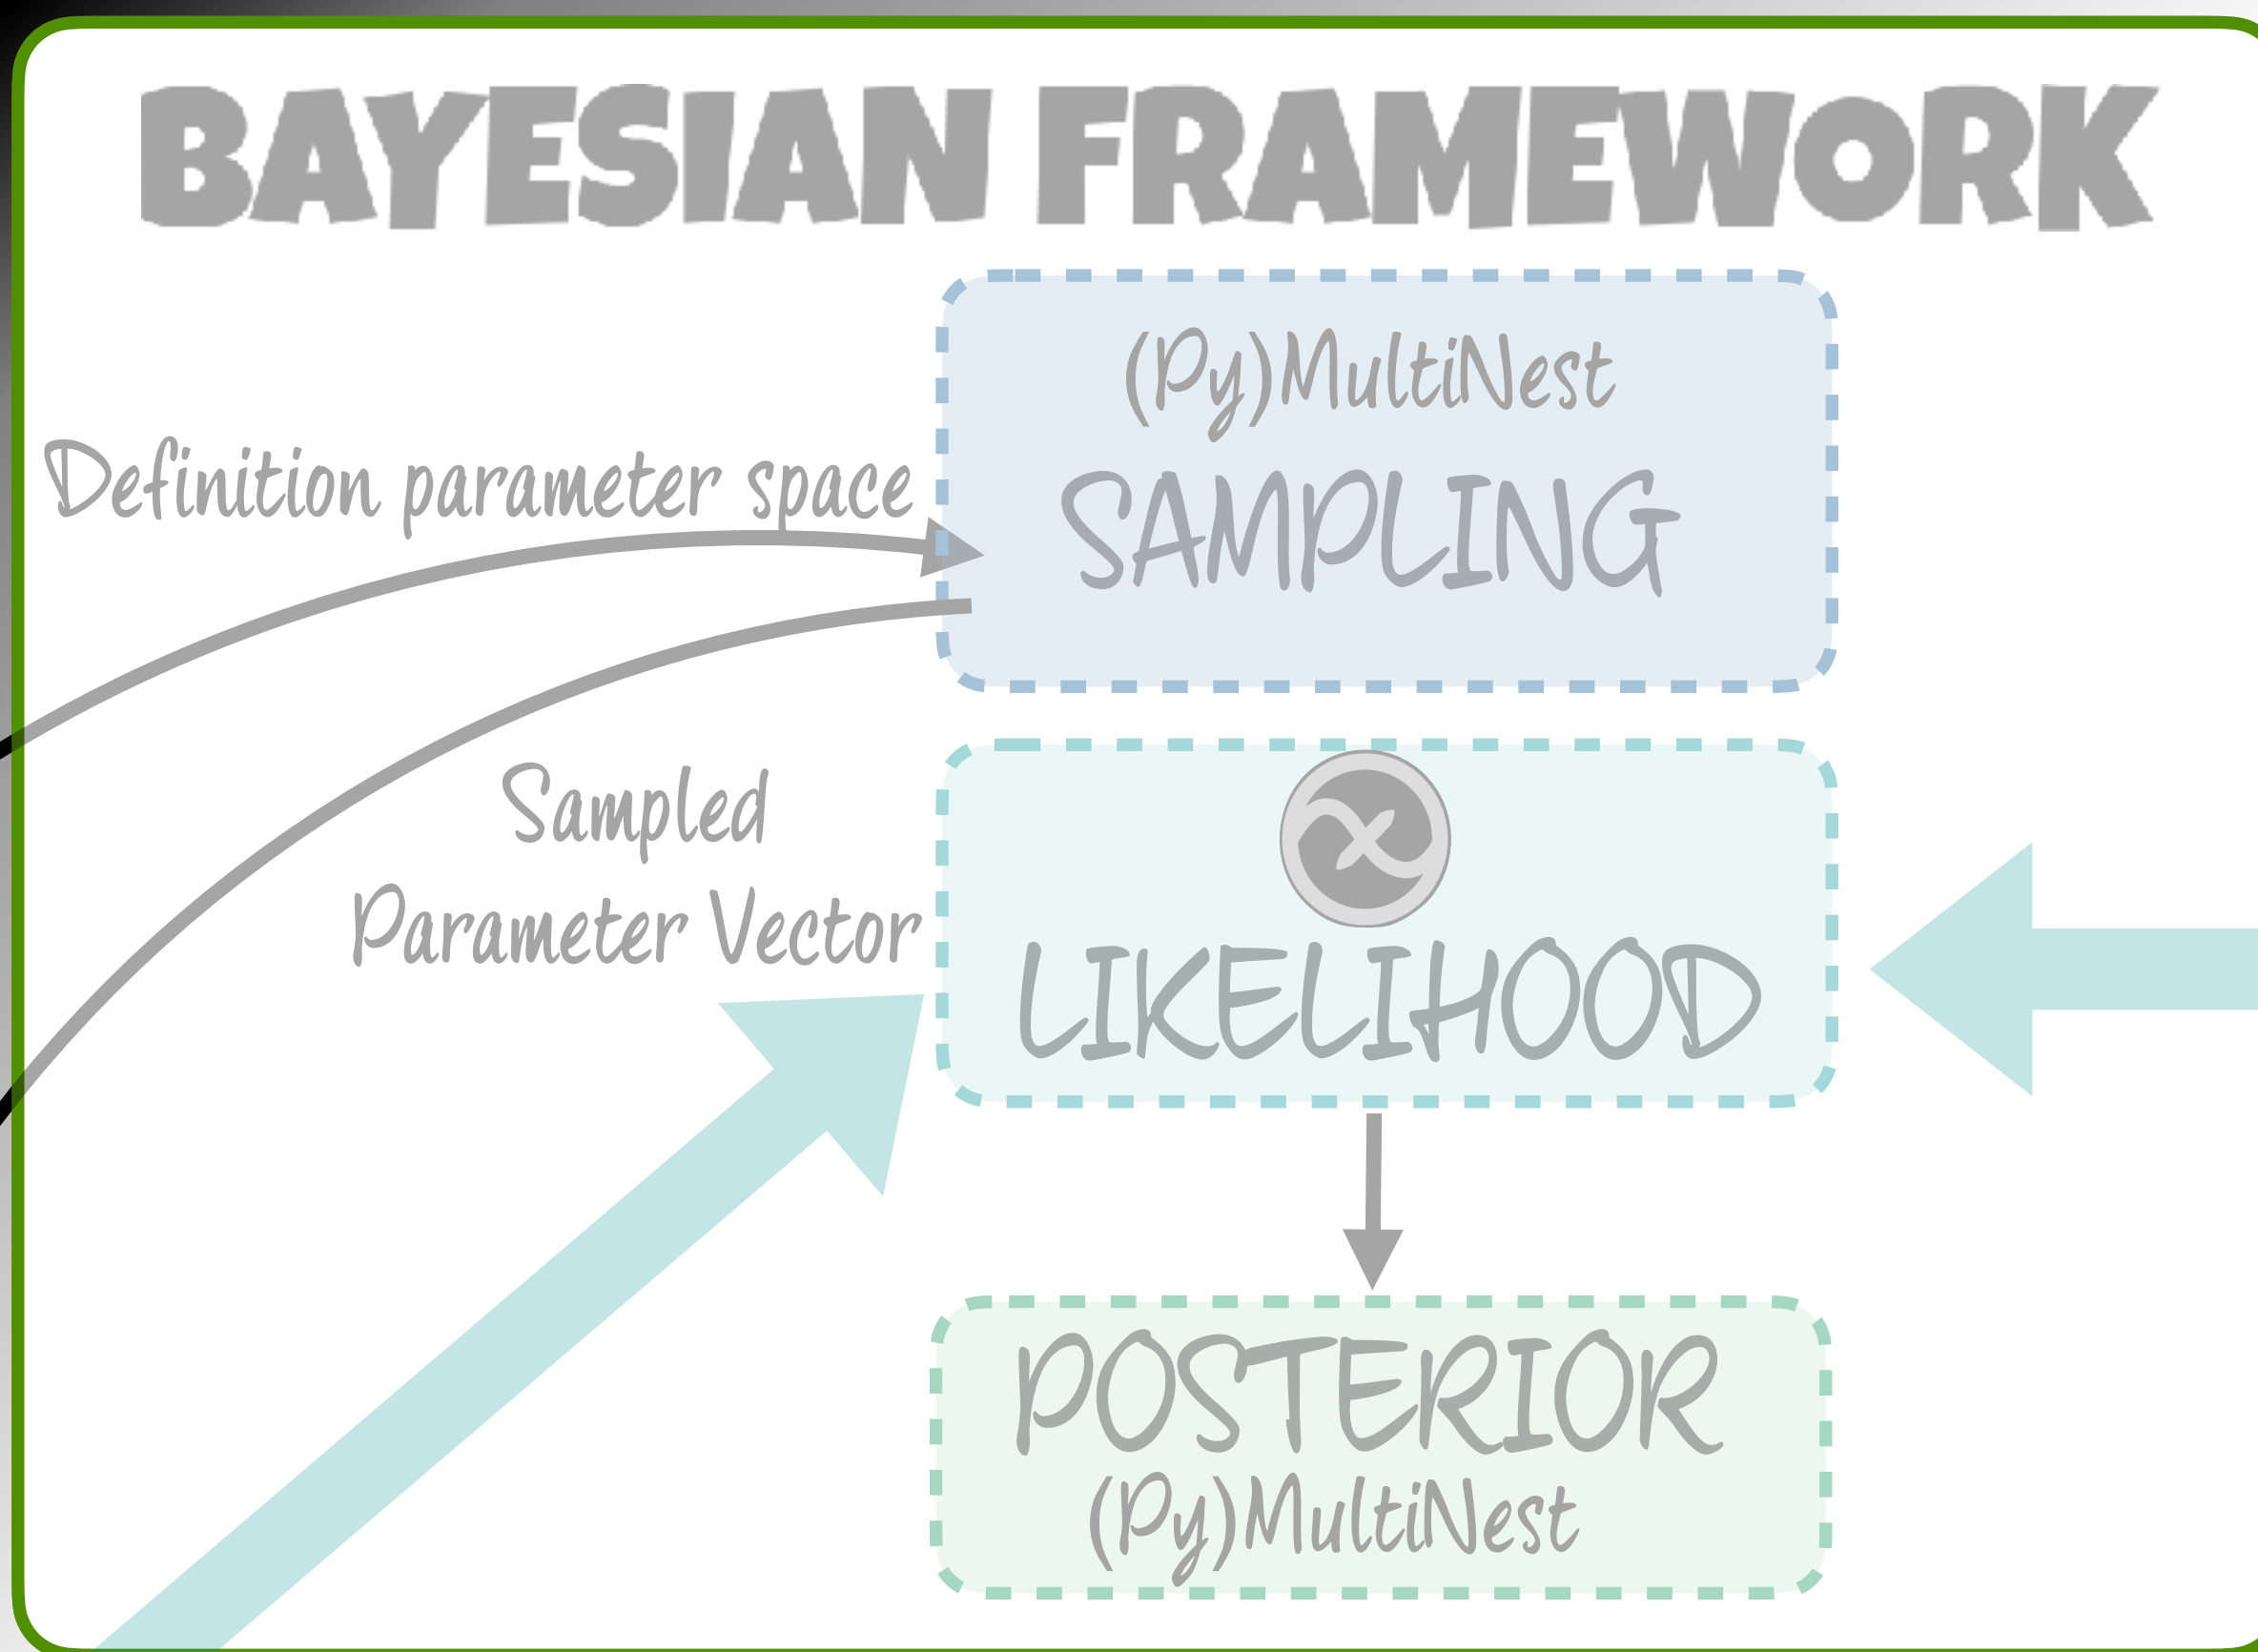 BAYESIAN FRAMEWORK
(Py)MultiNest
SAMPLING
Definition parameter space
Sampled
Parameter Vector
LIKELIHOOD
POSTERIOR
(Py)MultiNest